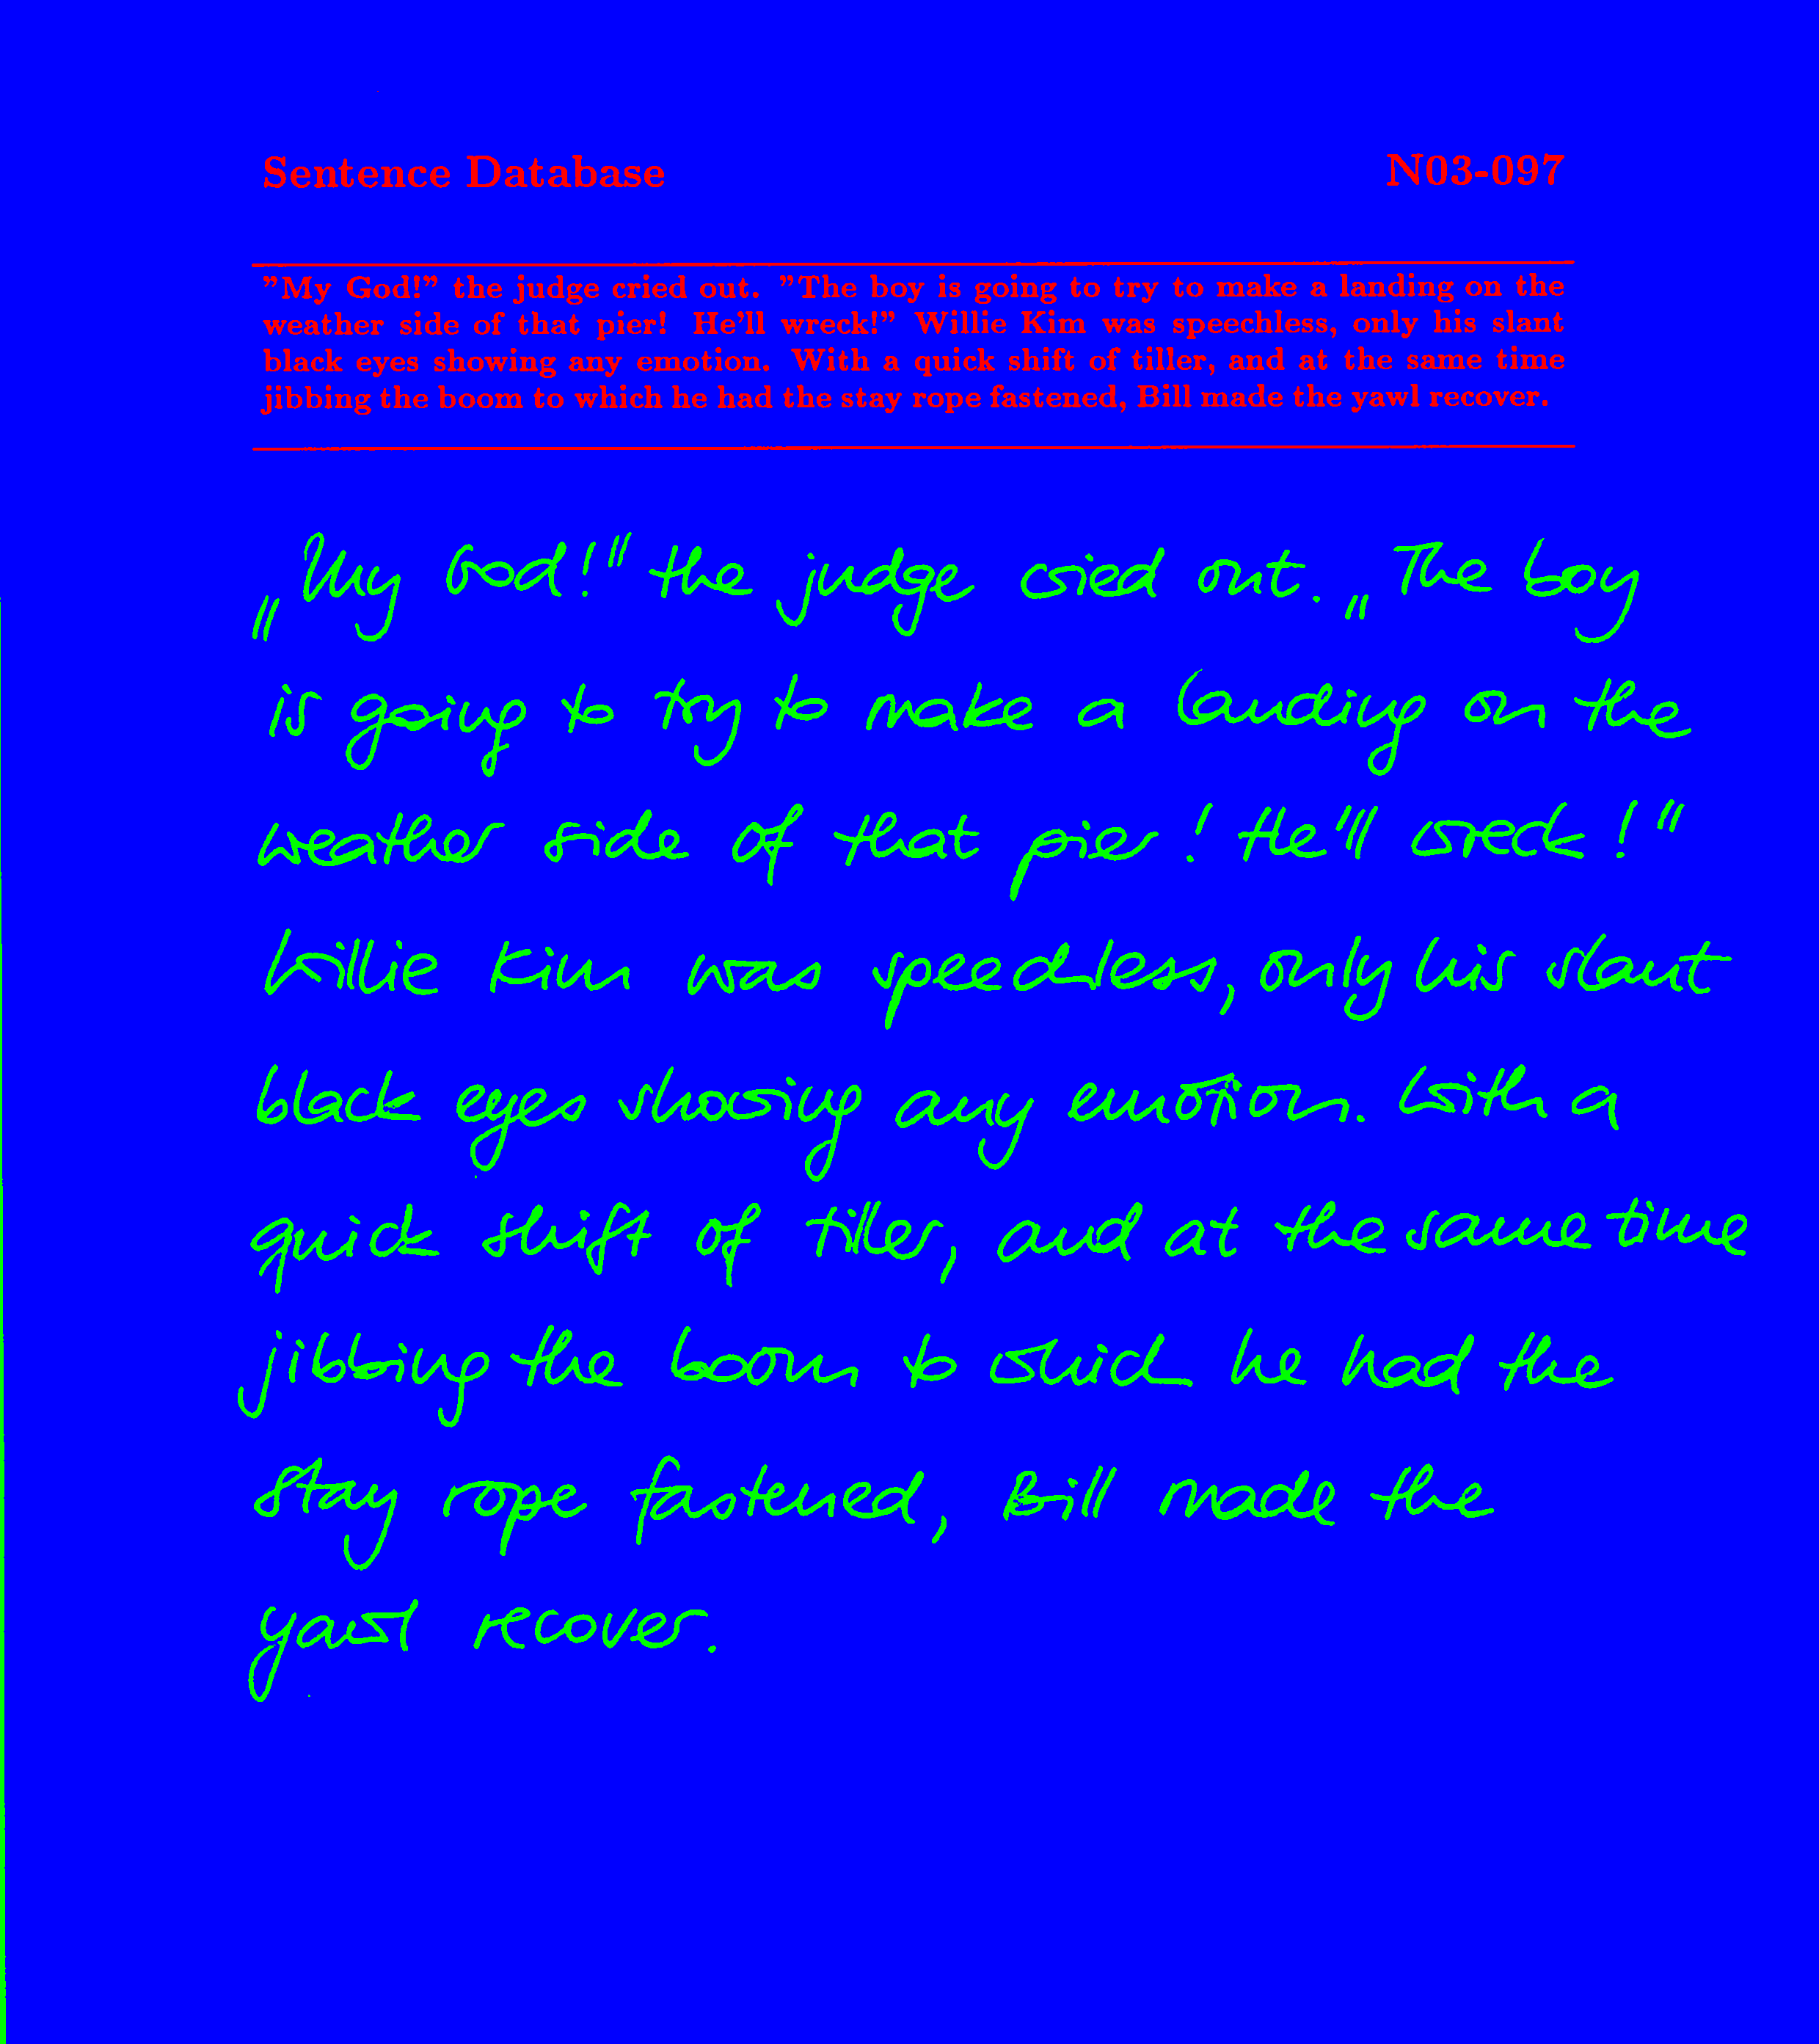 Sentence Database N03-097
"My God!" the judge cried out. "The boy is going to try to make a landing on the
weather side of that pier! He'll wreck!" Willie Kim was speechless, only his slant
black eyes showing any emotion. With a quick shift of tiller, and at the same time
jibbing the boom to which he had the stay rope fastened, Bill made the yawl recover.
„My God!" the judge cried out. „The boy
is going to try to make a landing on the
weather side of that pier! He'll wreck!"
Willie Kim was speechless, only his slant
black eyes showing any emotion. With a
quick shift of tiller, and at the same time
jibbing the boom to which he had the
stay rope fastened, Bill made the
yawl recover.